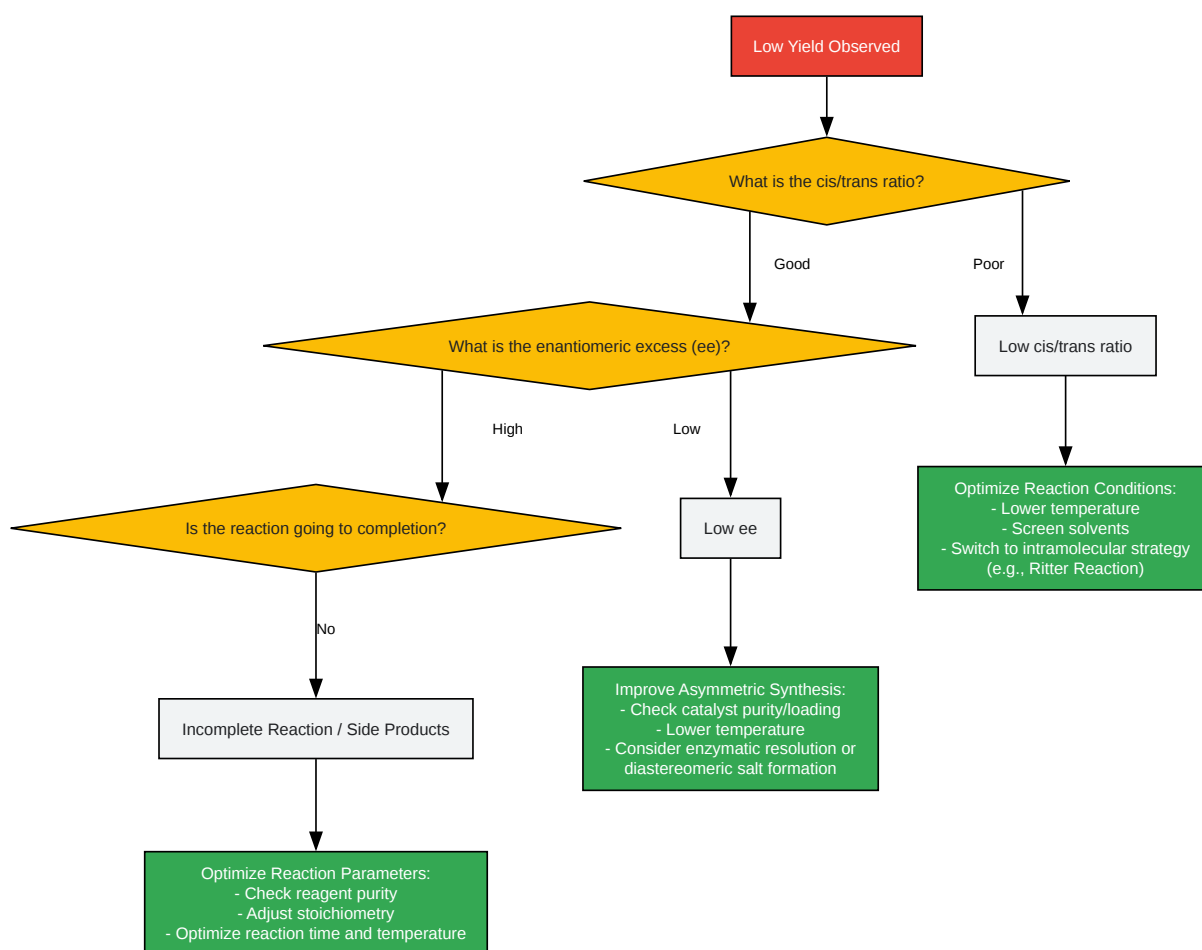 Low Yield Observed
What is the cis/trans ratio?
Good
Poor
What is the enantiomeric excess (ee)?
Low cis/trans ratio
High
Low
Optimize Reaction Conditions:
- Lower temperature
- Screen solvents
- Switch to intramolecular strategy
(e.g., Ritter Reaction)
Is the reaction going to completion?
Low ee
No
Improve Asymmetric Synthesis:
- Check catalyst purity/loading
- Lower temperature
- Consider enzymatic resolution or
diastereomeric salt formation
Incomplete Reaction / Side Products
Optimize Reaction Parameters:
- Check reagent purity
- Adjust stoichiometry
- Optimize reaction time and temperature